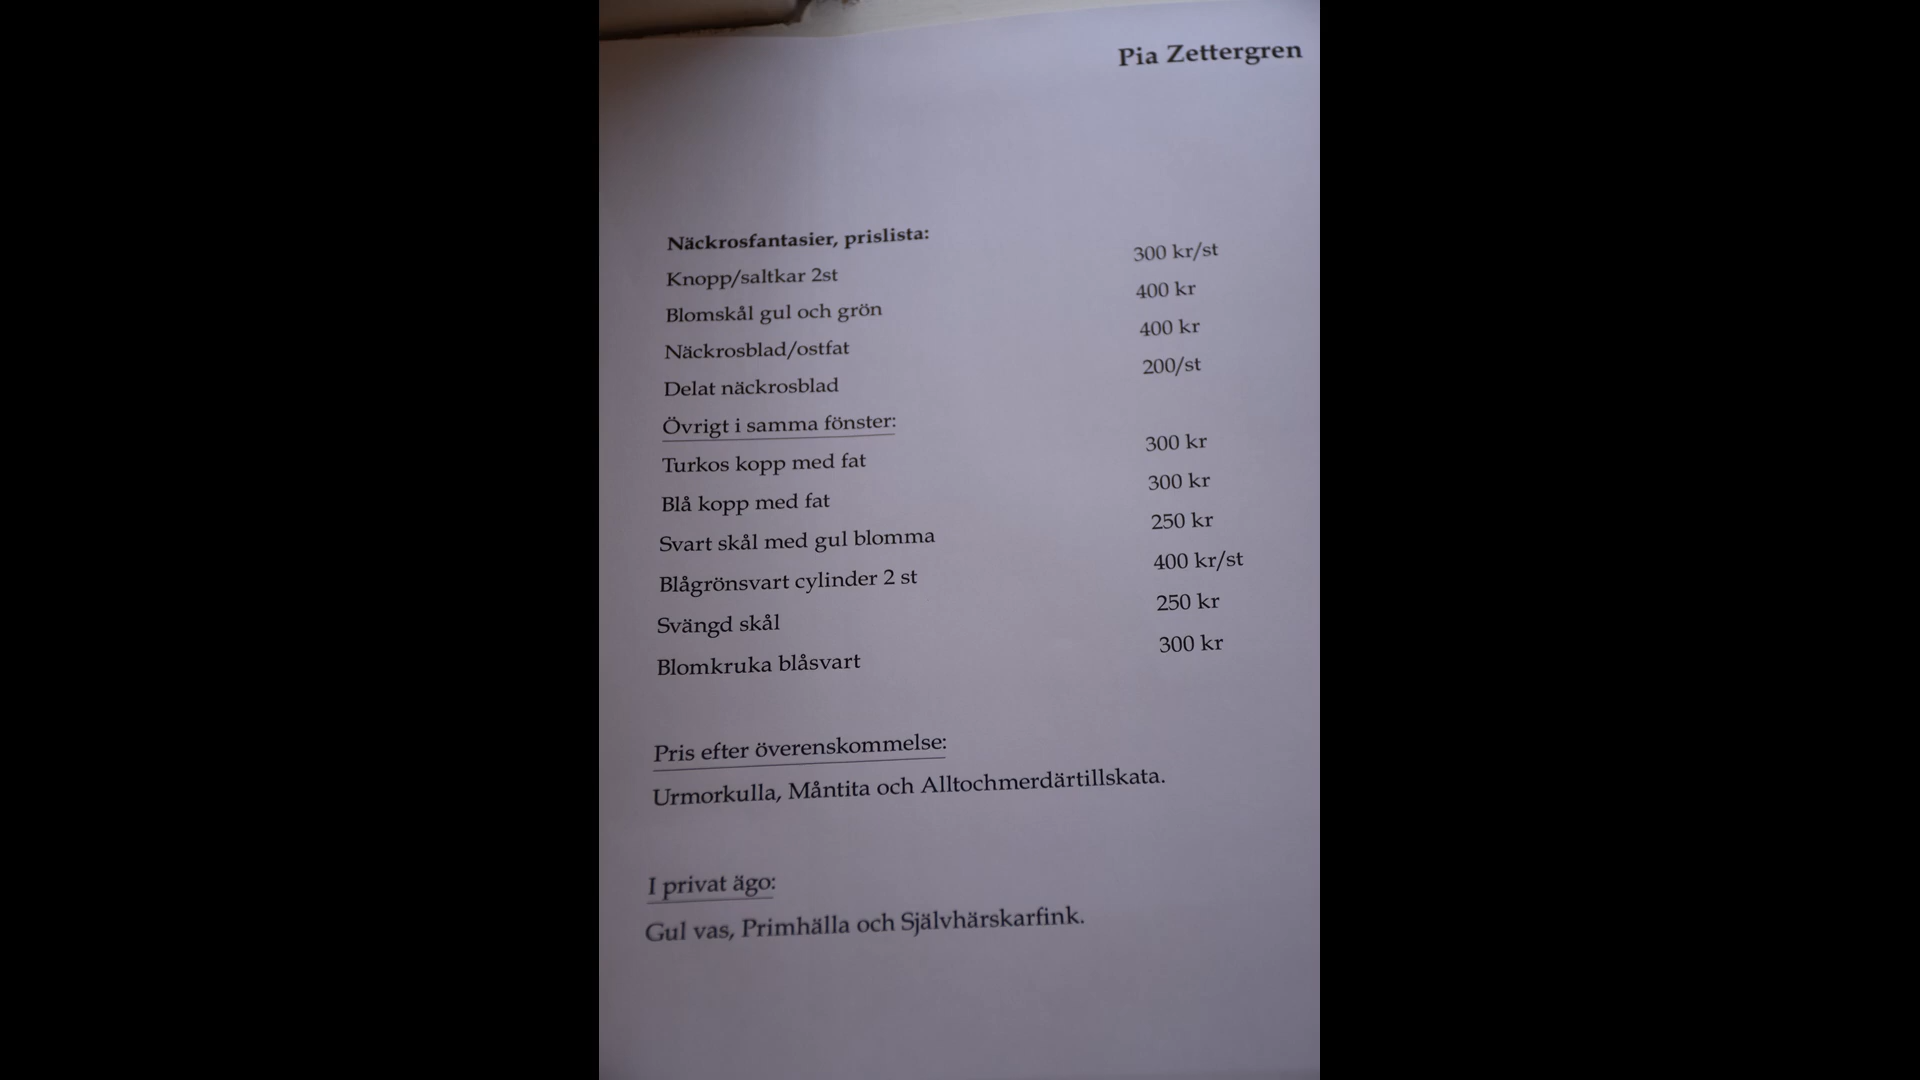 Pia Zettergren
Näckrosfantasier, prislista:
Knopp/saltkar 2st 300 kr/st
Blomskål gul och grön 400 kr
Näckrosblad/ostfat 400 kr
Delat näckrosblad 200/st
Övrigt i samma fönster:
Turkos kopp med fat 300 kr
Blå kopp med fat 300 kr
Svart skål med gul blomma 250 kr
Blågrönsvart cylinder 2 st 400 kr/st
Svängd skål 250 kr
Blomkruka blåsvart 300 kr
Pris efter överenskommelse:
Urmorkulla, Måntita och Alltochmerdärtillskata.
I privat ägo:
Gul vas, Primhälla och Självhärskarfink.